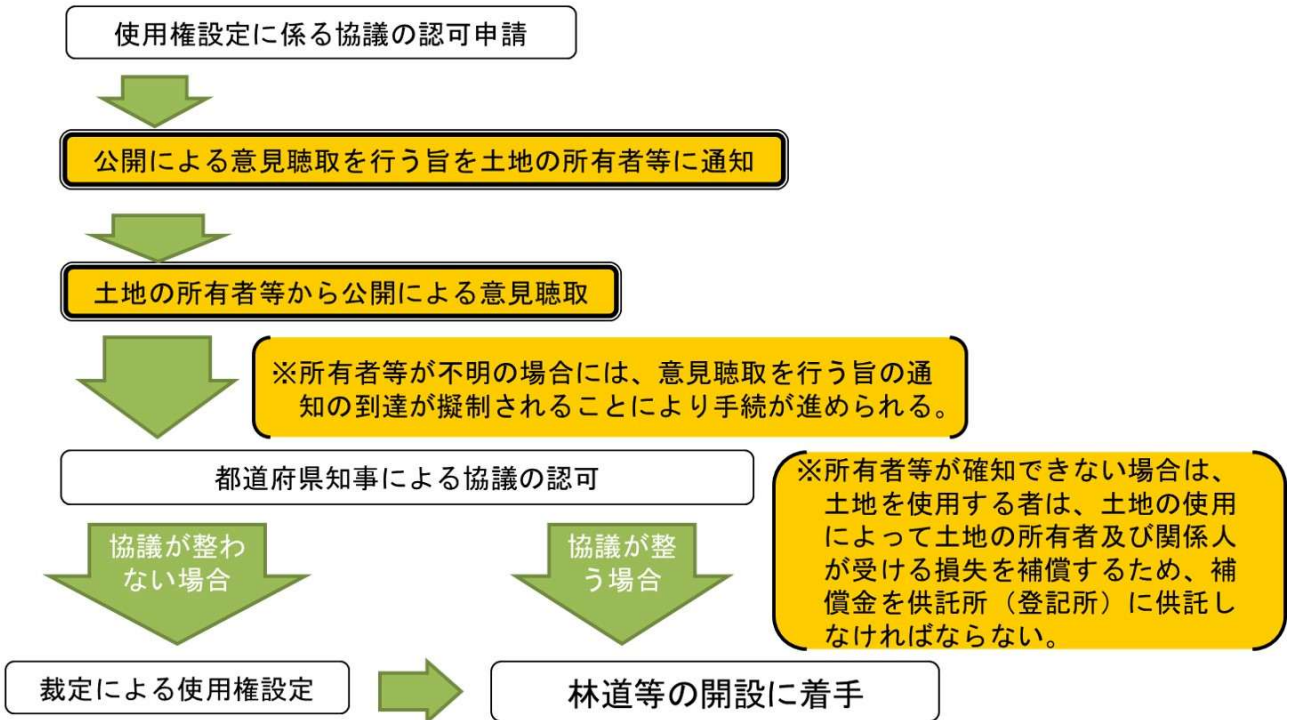 使用権設定に係る協議の認可申請
公開による意見聴取を行う旨を土地の所有者等に通知
土地の所有者等から公開による意見聴取
※所有者等が不明の場合には、意見聴取を行う旨の通
知の到達が擬制されることにより手続が進められる。
都道府県知事による協議の認可
※所有者等が確知できない場合は、
土地を使用する者は、土地の使用
によって土地の所有者及び関係人
が受ける損失を補償するため、補
償金を供託所（登記所）に供託し
なければならない。
協議が整わ
ない場合
協議が整
う場合
裁定による使用権設定
林道等の開設に着手